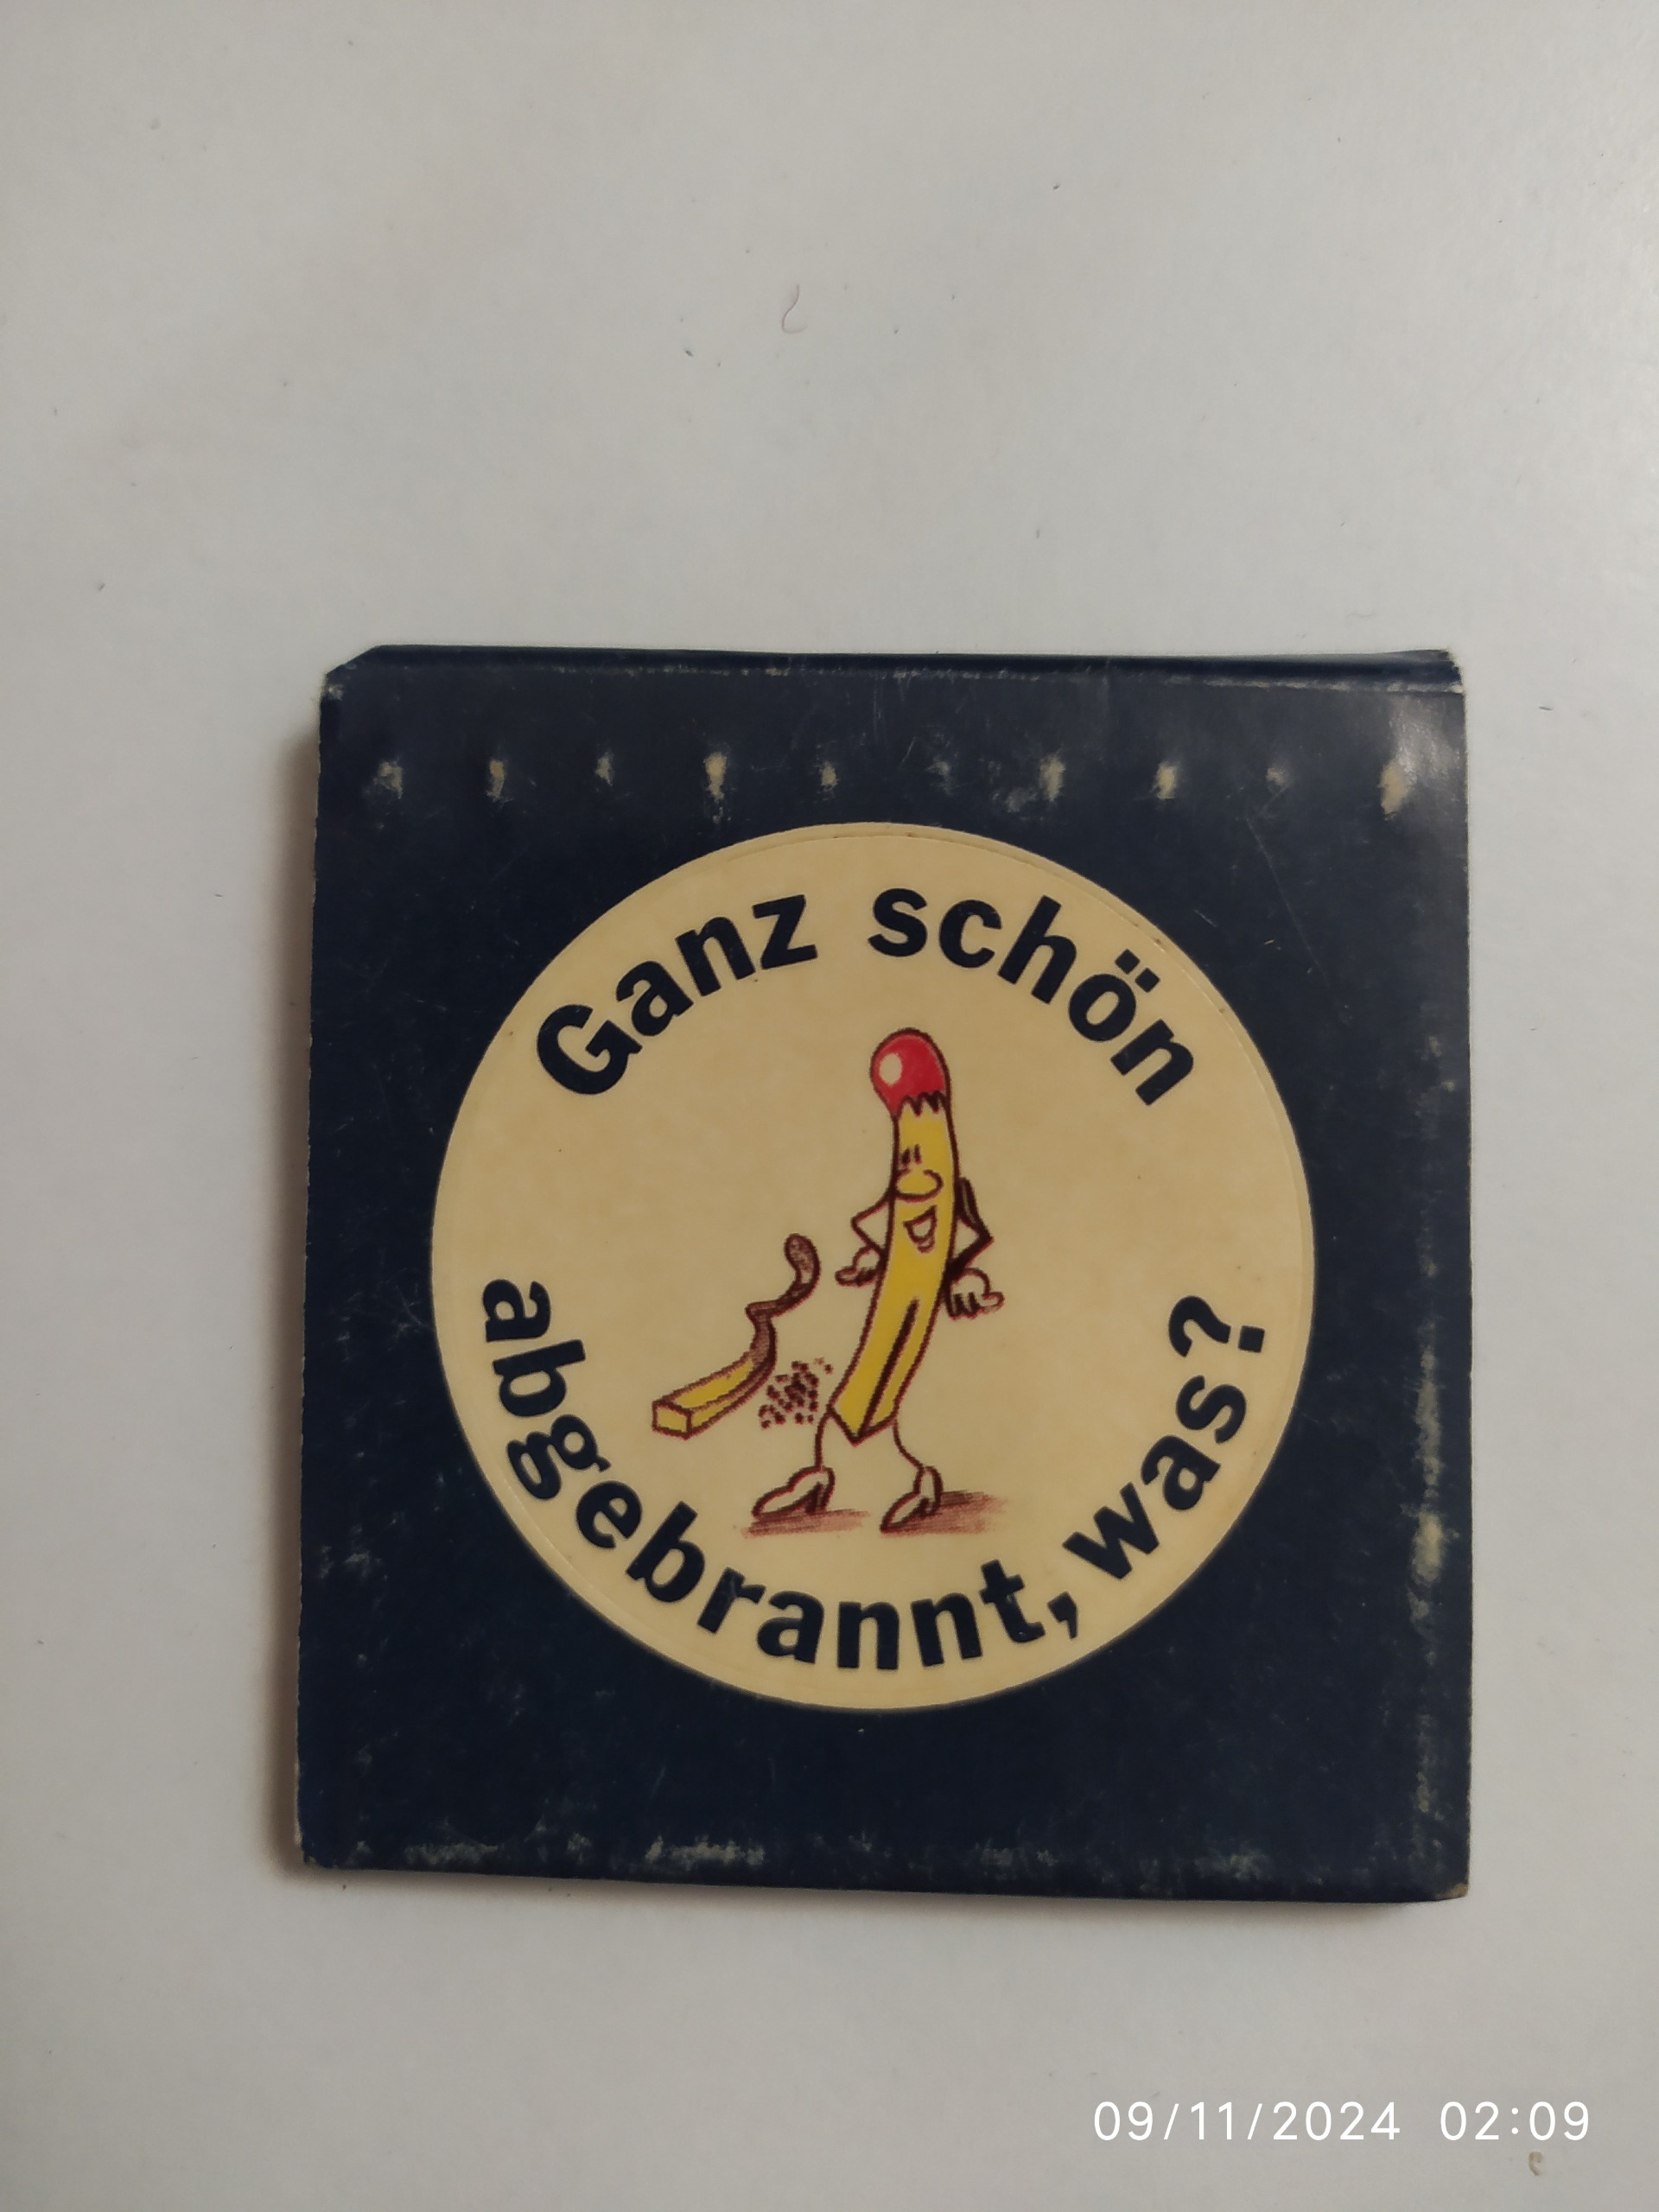 Ganz schön
abgebrannt, was?
09/11/2024 02:09